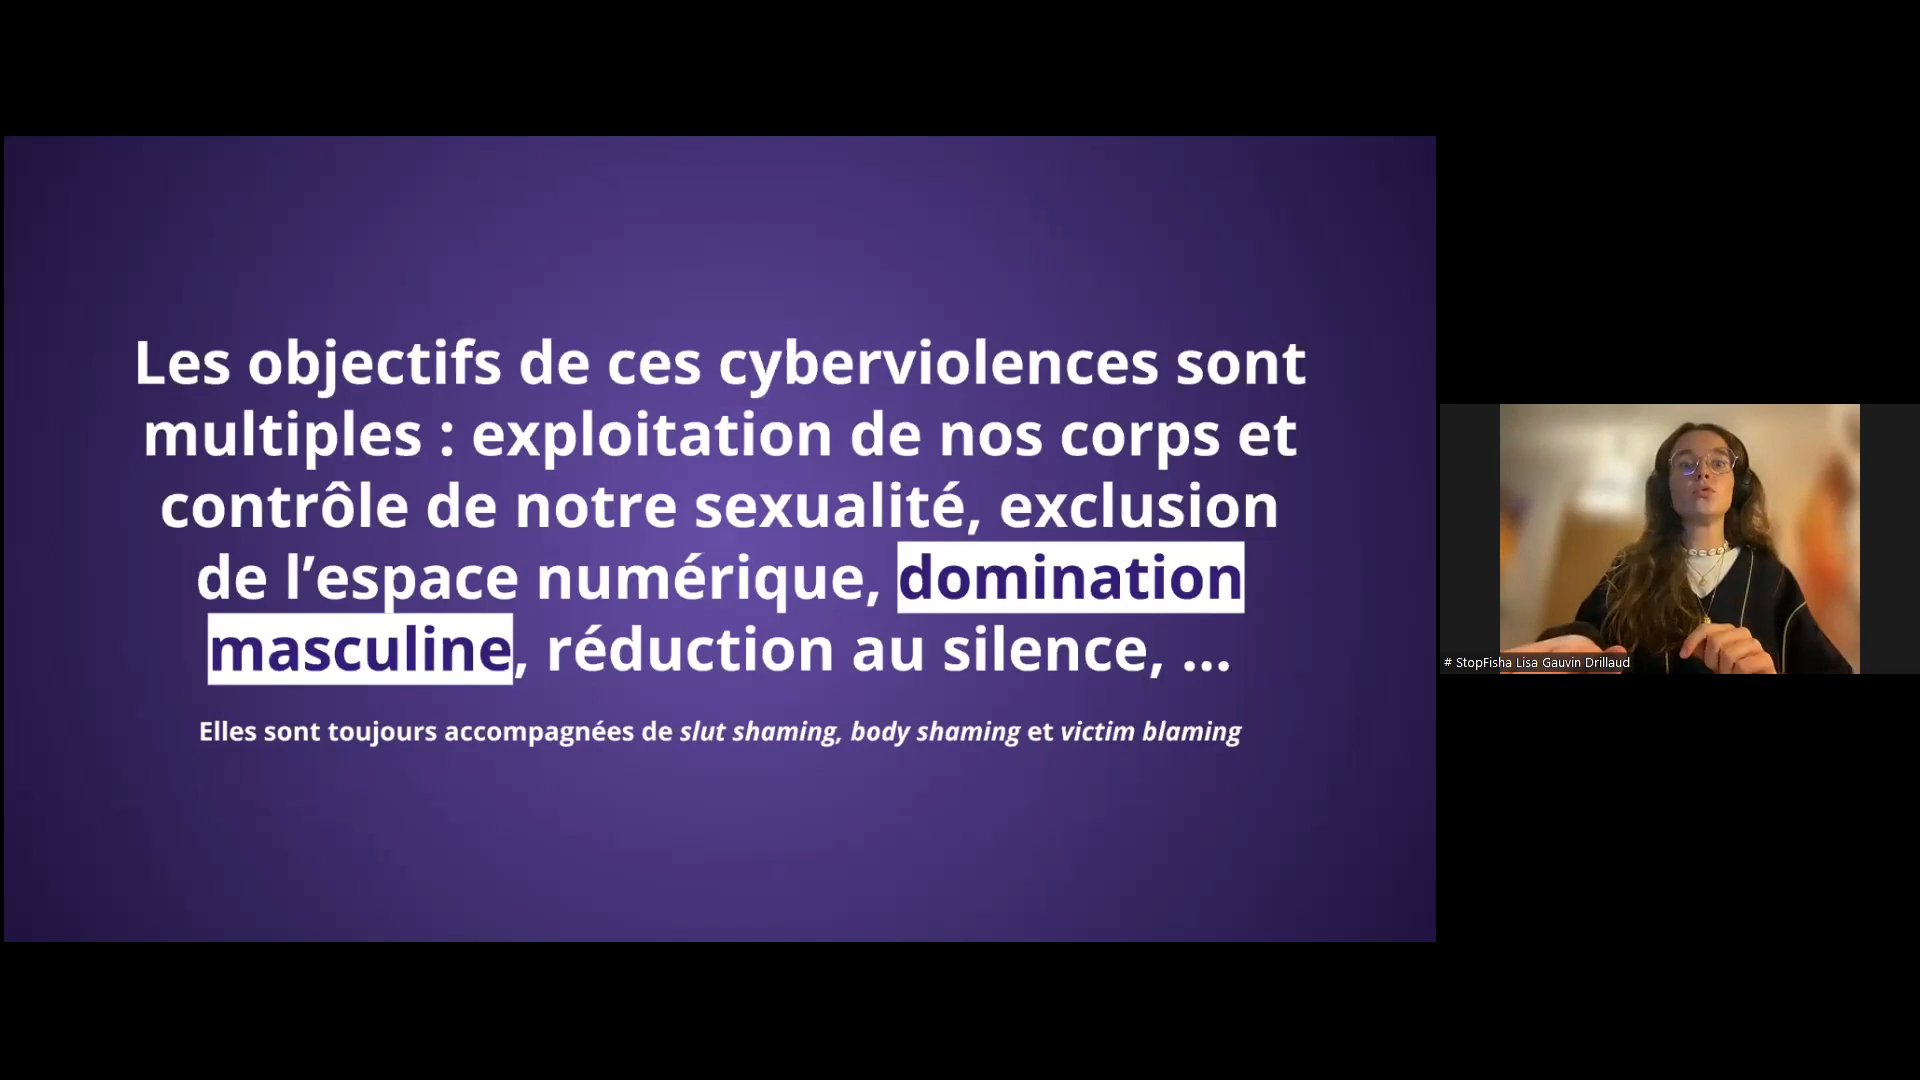 Les objectifs de ces cyberviolences sont
multiples : exploitation de nos corps et
contrôle de notre sexualité, exclusion
de l’espace numérique, domination
masculine, réduction au silence, ...
Elles sont toujours accompagnées de slut shaming, body shaming et victim blaming
# StopFisha Lisa Gauvin Drillaud